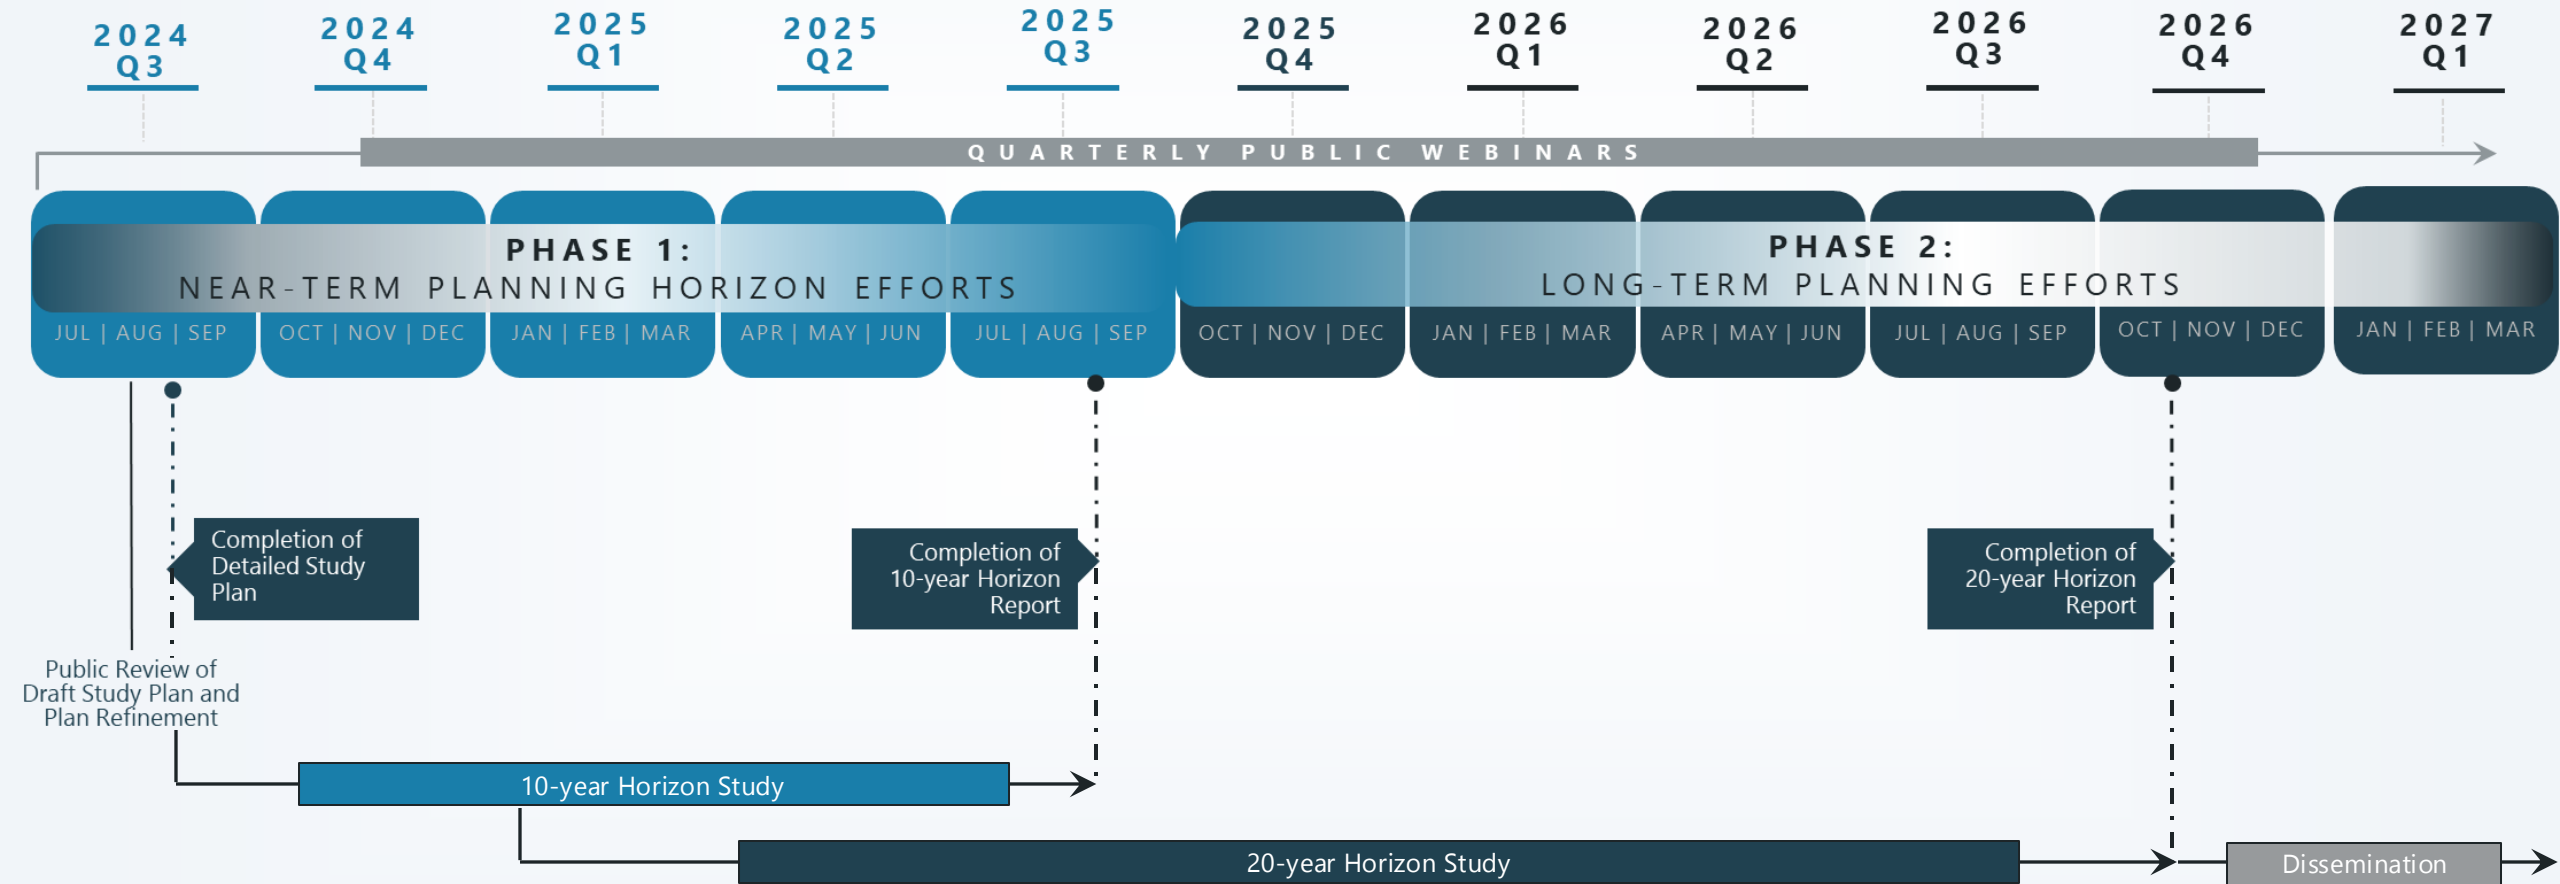 2024
Q3
2024
Q4
2025
Q1
2025
Q2
2025
Q3
2025
Q4
2026
Q1
2026
Q2
2026
Q3
2026
Q4
2027
Q1
QUARTERLY PUBLIC WEBINARS
PHASE 1:
NEAR-TERM PLANNING HORIZON EFFORTS
PHASE 2:
LONG-TERM PLANNING EFFORTS
JUL | AUG | SEP
OCT | NOV | DEC
JAN | FEB | MAR
APR | MAY | JUN
JUL | AUG | SEP
OCT | NOV | DEC
JAN | FEB | MAR
APR | MAY | JUN
JUL | AUG | SEP
OCT | NOV | DEC
JAN | FEB | MAR
Completion of
Detailed Study
Plan
Completion of
10-year Horizon
Report
Completion of
20-year Horizon
Report
Public Review of
Draft Study Plan and
Plan Refinement
10-year Horizon Study
20-year Horizon Study
Dissemination